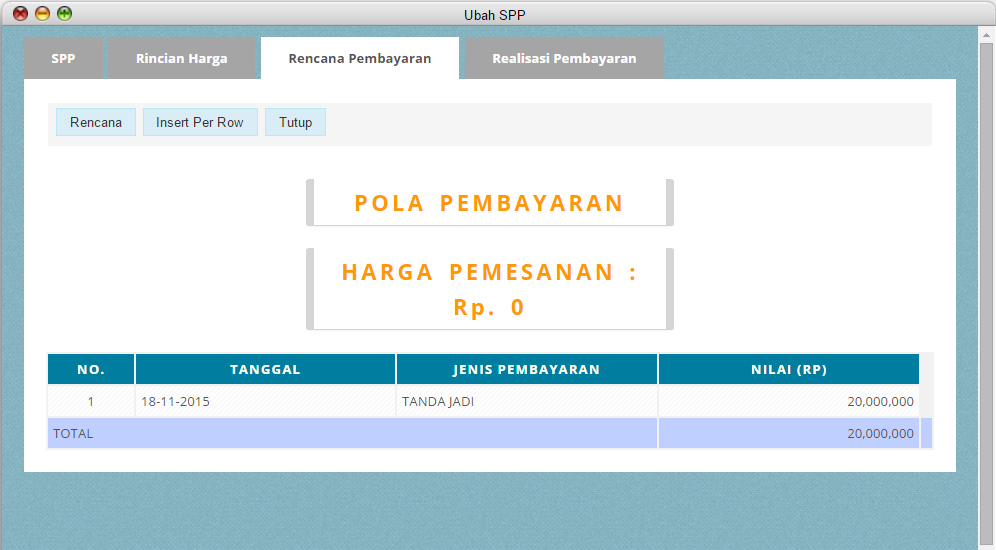 Ubah SPP
SPP Rincian Harga Rencana Pembayaran Realisasi Pembayaran
Rencana Insert Per Row Tutup
POLA PEMBAYARAN
HARGA PEMESANAN :
Rp. 0
NO. TANGGAL JENIS PEMBAYARAN NILAI (RP)
1 18-11-2015 TANDA JADI 20,000,000
TOTAL 20,000,000